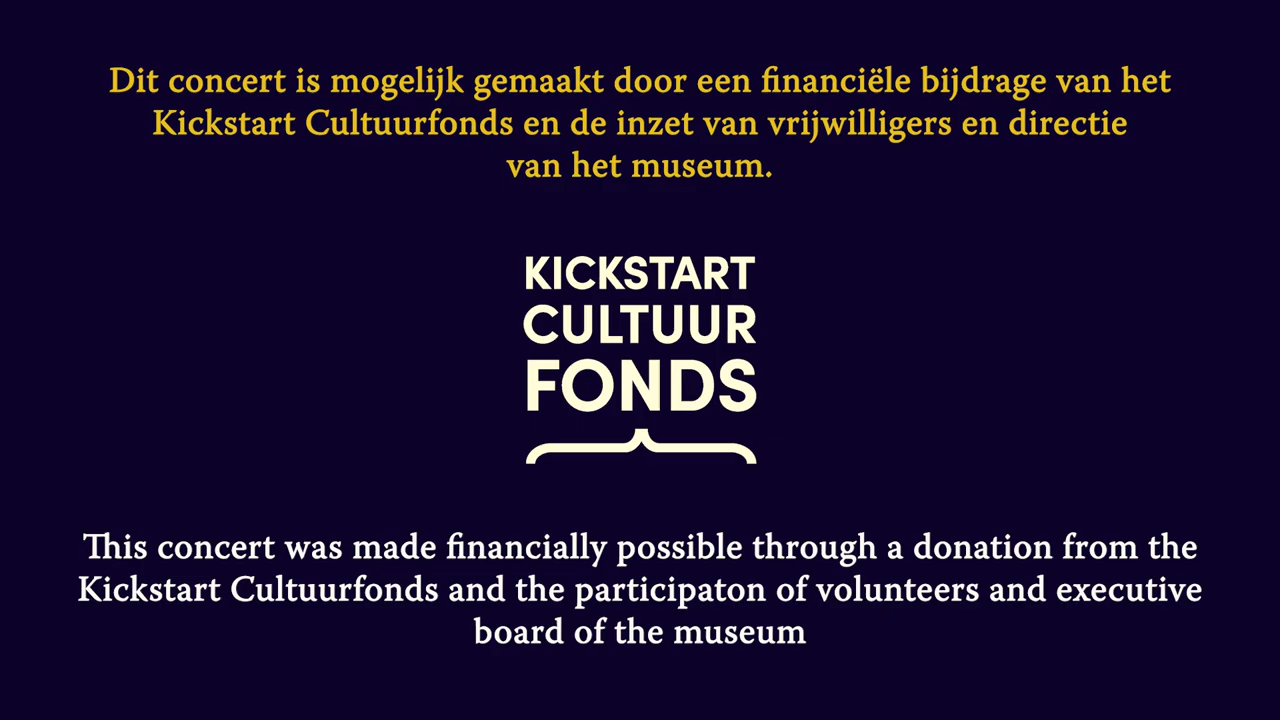 Dit concert is mogelijk gemaakt door een financiële bijdrage van het
Kickstart Cultuurfonds en de inzet van vrijwilligers en directie
van het museum.
KICKSTART
CULTUUR
FONDS
This concert was made financially possible through a donation from the
Kickstart Cultuurfonds and the participaton of volunteers and executive
board of the museum